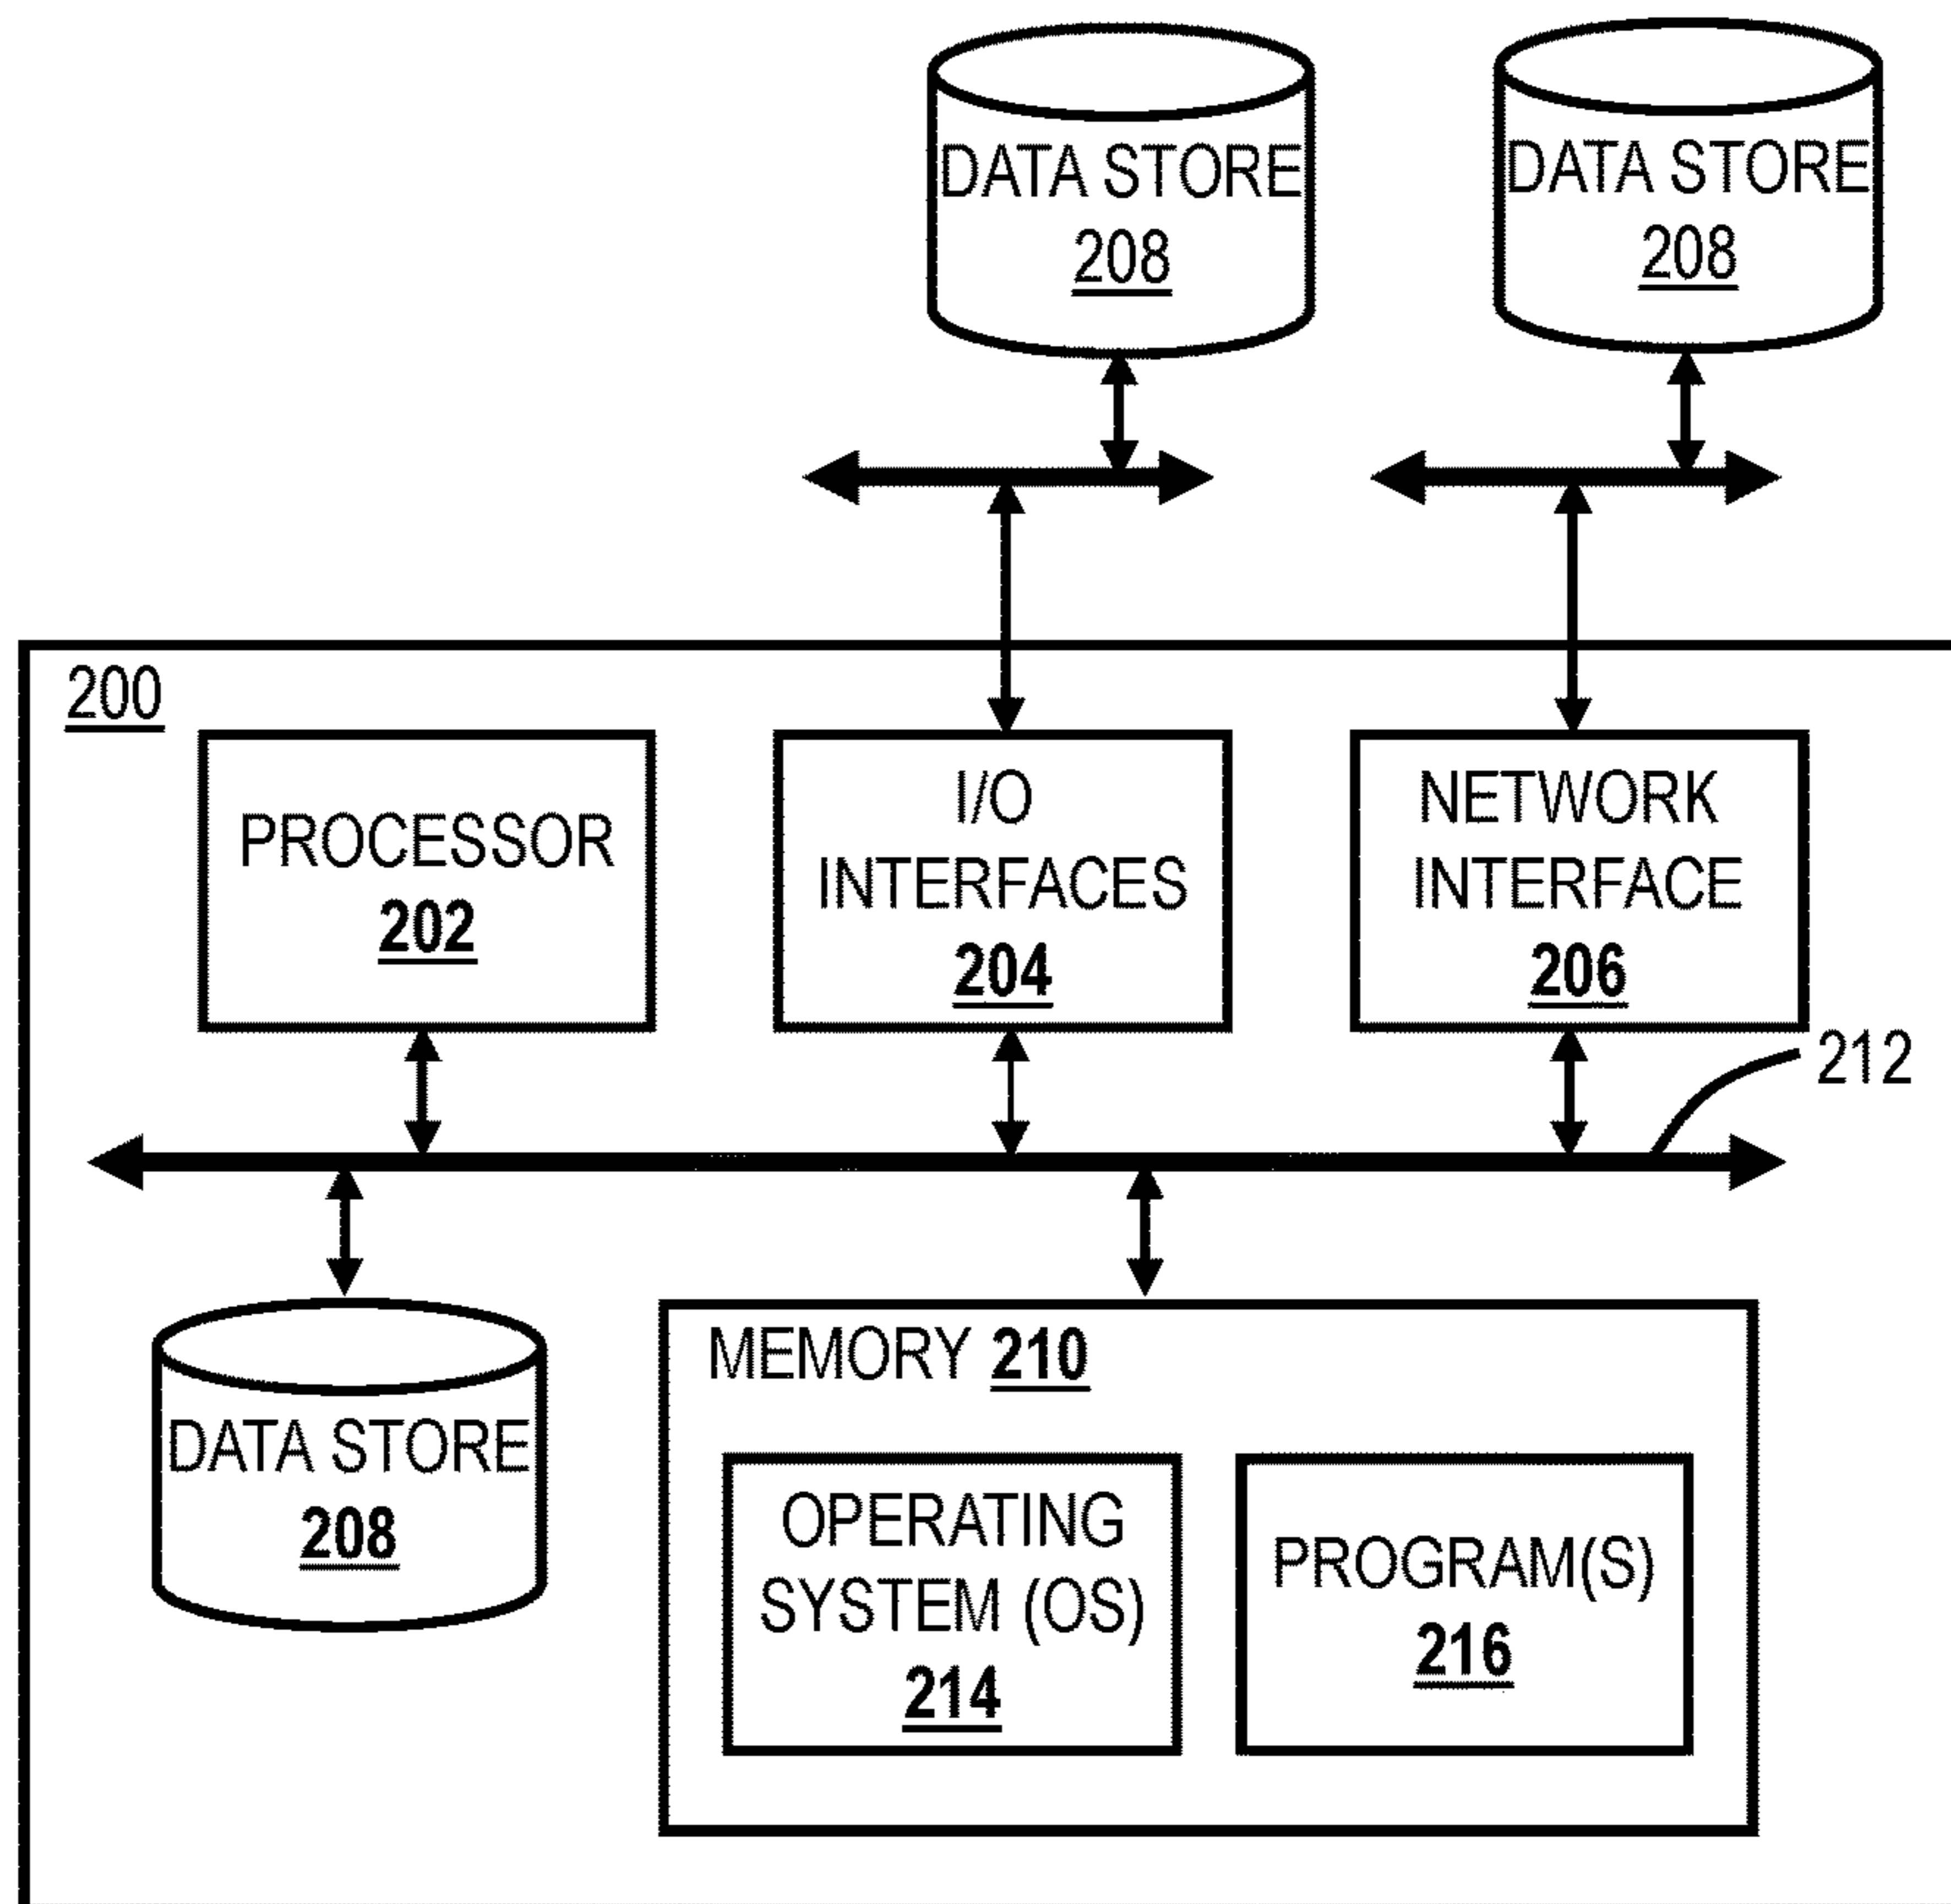 DATA STORE
208
DATA STORE
208
200
PROCESSOR
202
I/O
INTERFACES
204
NETWORK
INTERFACE
206
212
DATA STORE
208
MEMORY 210
OPERATING
SYSTEM (OS)
214
PROGRAM(S)
216